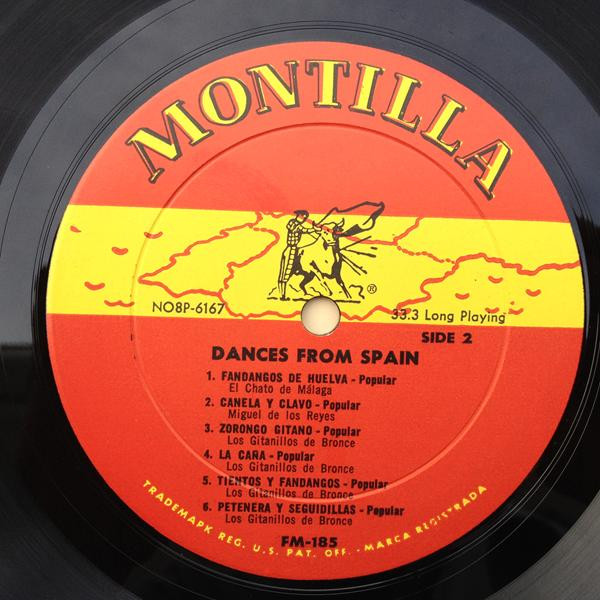 MONTILLA
®
NO8P-6167
33.3 Long Playing
SIDE 2
DANCES FROM SPAIN
1. FANDANGOS DE HUELVA - Popular
El Chato de Málaga
2. CANELA Y CLAVO - Popular
Miguel de los Reyes
3. ZORONGO GITANO - Popular
Los Gitanillos de Bronce
4. LA CAÑA - Popular
Los Gitanillos de Bronce
5. TIENTOS Y FANDANGOS - Popular
Los Gitanillos de Bronce
6. PETENERA Y SEGUIDILLAS - Popular
Los Gitanillos de Bronce
FM-185
TRADEMARK REG. U.S. PAT. OFF. - MARCA REGISTRADA